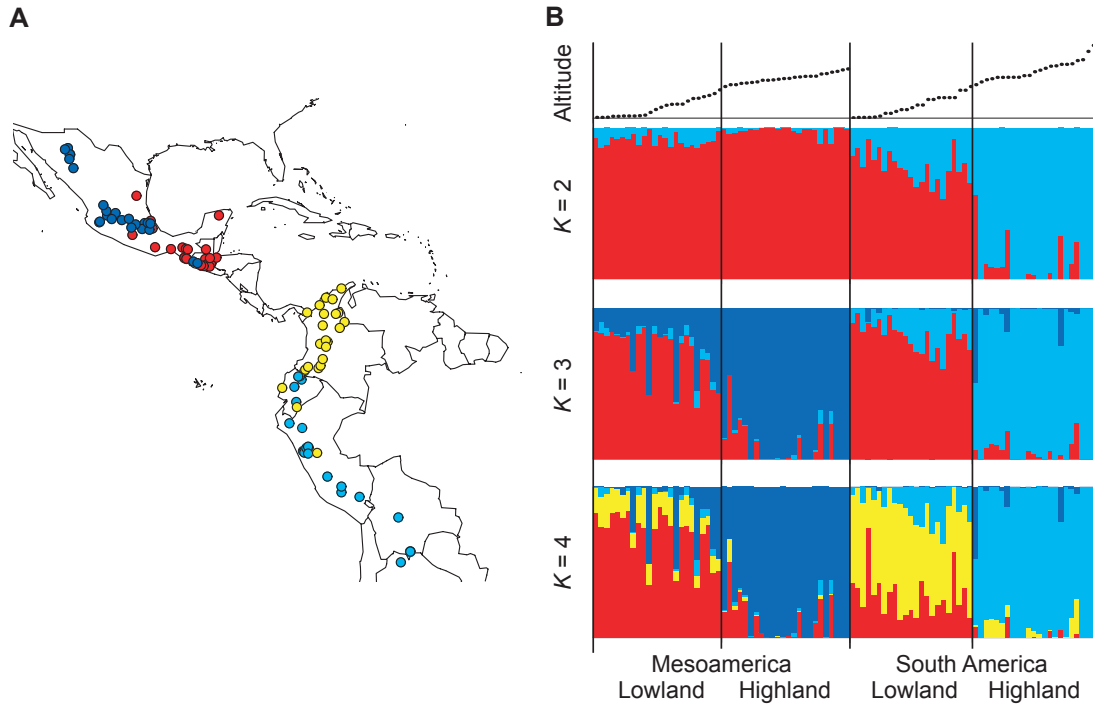 A
B
Altitude
K = 2
K = 3
K = 4
Mesoamerica South America
Lowland Highland Lowland Highland